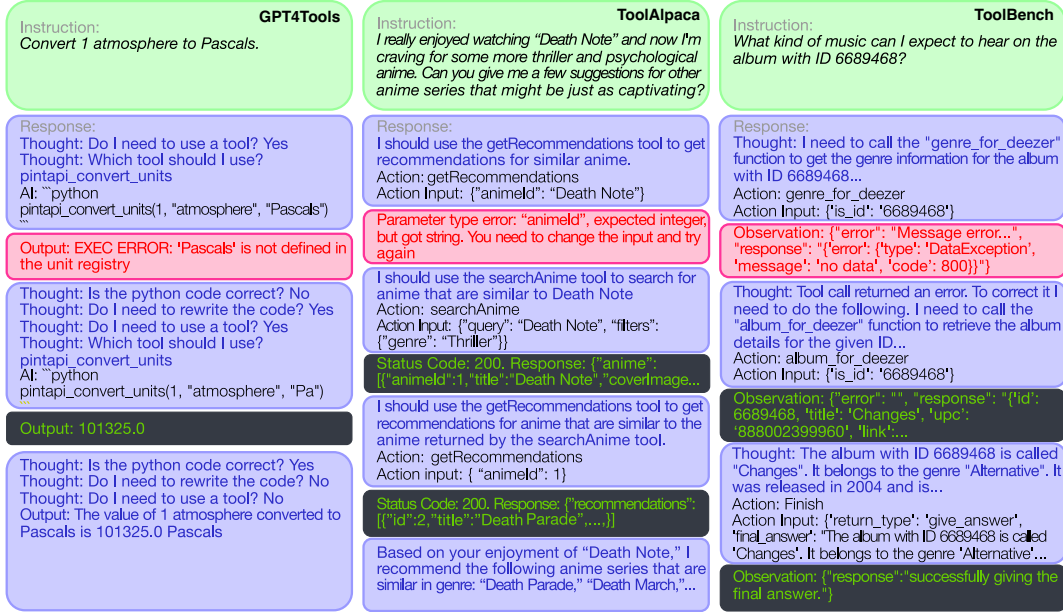 GPT4Tools
Instruction:
Convert 1 atmosphere to Pascals.
Response:
Thought: Do I need to use a tool? Yes
Thought: Which tool should I use?
pintapi_convert_units
AI: ```python
pintapi_convert_units(1, "atmosphere", "Pascals")
```
Output: EXEC ERROR: 'Pascals' is not defined in
the unit registry
Thought: Is the python code correct? No
Thought: Do I need to rewrite the code? Yes
Thought: Do I need to use a tool? Yes
Thought: Which tool should I use?
pintapi_convert_units
AI: ```python
pintapi_convert_units(1, "atmosphere", "Pa")
```
Output: 101325.0
Thought: Is the python code correct? Yes
Thought: Do I need to rewrite the code? No
Thought: Do I need to use a tool? No
Output: The value of 1 atmosphere converted to
Pascals is 101325.0 Pascals
ToolAlpaca
Instruction:
I really enjoyed watching “Death Note” and now I'm
craving for some more thriller and psychological
anime. Can you give me a few suggestions for other
anime series that might be just as captivating?
Response:
I should use the getRecommendations tool to get
recommendations for similar anime.
Action: getRecommendations
Action Input: {”animeId”: “Death Note”}
Parameter type error: “animeId”, expected integer,
but got string. You need to change the input and try
again
I should use the searchAnime tool to search for
anime that are similar to Death Note
Action: searchAnime
Action Input: {”query”: “Death Note”, “filters”:
{”genre”: “Thriller”}}
Status Code: 200. Response: {”anime”:
[{"animeId":1,"title":"Death Note",”coverImage...
I should use the getRecommendations tool to get
recommendations for anime that are similar to the
anime returned by the searchAnime tool.
Action: getRecommendations
Action input: { “animeId”: 1}
Status Code: 200. Response: {”recommendations”:
[{”id”:2,”title”:”Death Parade”,...,}]
Based on your enjoyment of “Death Note,” I
recommend the following anime series that are
similar in genre: “Death Parade,” “Death March,”...
ToolBench
Instruction:
What kind of music can I expect to hear on the
album with ID 6689468?
Response:
Thought: I need to call the "genre_for_deezer"
function to get the genre information for the album
with ID 6689468...
Action: genre_for_deezer
Action Input: {'is_id': '6689468'}
Observation: {"error": "Message error...",
"response": "{'error': {'type': 'DataException’,
'message': 'no data', 'code’: 800}}"}
Thought: Tool call returned an error. To correct it I
need to do the following. I need to call the
"album_for_deezer" function to retrieve the album
details for the given ID...
Action: album_for_deezer
Action Input: {'is_id': '6689468'}
Observation: {"error": "", "response": "{'id’:
6689468, 'title': 'Changes', 'upc’:
‘888002399960', 'link':...
Thought: The album with ID 6689468 is called
"Changes". It belongs to the genre "Alternative". It
was released in 2004 and is...
Action: Finish
Action Input: {'return_type': 'give_answer',
'final_answer': "The album with ID 6689468 is called
'Changes'. It belongs to the genre 'Alternative'...
Observation: {"response":"successfully giving the
final answer."}